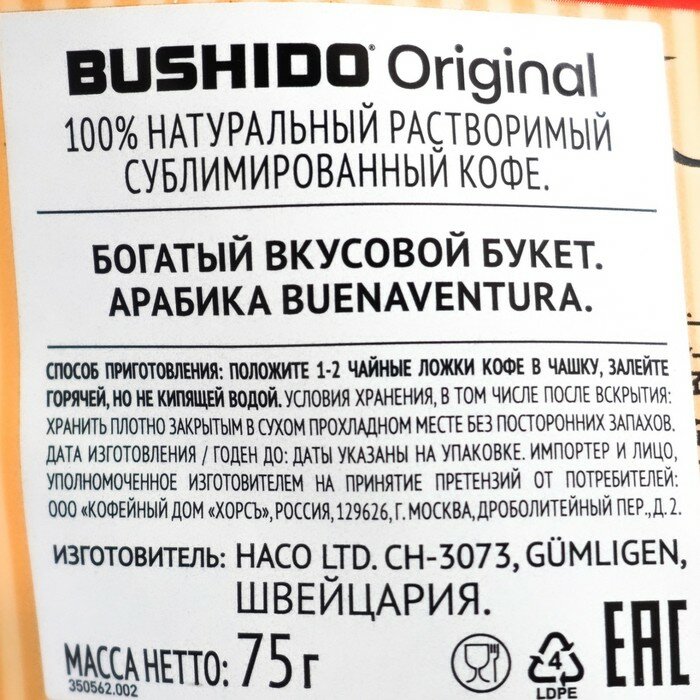 BUSHIDO® Original
100% НАТУРАЛЬНЫЙ РАСТВОРИМЫЙ
СУБЛИМИРОВАННЫЙ КОФЕ.
БОГАТЫЙ ВКУСОВОЙ БУКЕТ.
АРАБИКА BUENAVENTURA.
СПОСОБ ПРИГОТОВЛЕНИЯ: ПОЛОЖИТЕ 1-2 ЧАЙНЫЕ ЛОЖКИ КОФЕ В ЧАШКУ, ЗАЛЕЙТЕ
ГОРЯЧЕЙ, НО НЕ КИПЯЩЕЙ ВОДОЙ. УСЛОВИЯ ХРАНЕНИЯ, В ТОМ ЧИСЛЕ ПОСЛЕ ВСКРЫТИЯ:
ХРАНИТЬ ПЛОТНО ЗАКРЫТЫМ В СУХОМ ПРОХЛАДНОМ МЕСТЕ БЕЗ ПОСТОРОННИХ ЗАПАХОВ.
ДАТА ИЗГОТОВЛЕНИЯ / ГОДЕН ДО: ДАТЫ УКАЗАНЫ НА УПАКОВКЕ. ИМПОРТЕР И ЛИЦО,
УПОЛНОМОЧЕННОЕ ИЗГОТОВИТЕЛЕМ НА ПРИНЯТИЕ ПРЕТЕНЗИЙ ОТ ПОТРЕБИТЕЛЕЙ:
ООО «КОФЕЙНЫЙ ДОМ «ХОРСЪ», РОССИЯ, 129626, Г. МОСКВА, ДРОБОЛИТЕЙНЫЙ ПЕР., Д. 2.
ИЗГОТОВИТЕЛЬ: HACO LTD. CH-3073, GÜMLIGEN,
ШВЕЙЦАРИЯ.
МАССА НЕТТО: 75 г
350562.002
4
LDPE
EAC